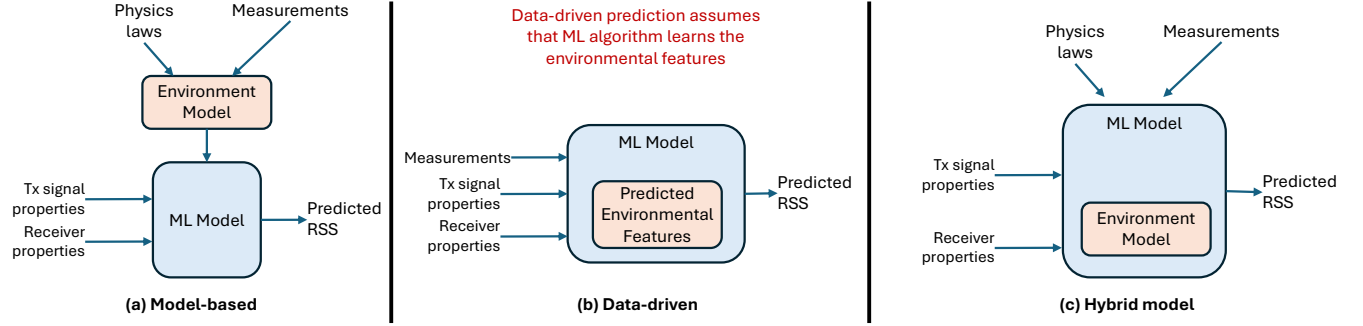 Physics
laws
Measurements
Environment
Model
Tx signal
properties
Receiver
properties
ML Model
Predicted
RSS
(a) Model-based
Data-driven prediction assumes
that ML algorithm learns the
environmental features
Measurements
Tx signal
properties
Receiver
properties
ML Model
Predicted
Environmental
Features
Predicted
RSS
(b) Data-driven
Physics
laws
Measurements
ML Model
Tx signal
properties
Receiver
properties
Environment
Model
Predicted
RSS
(c) Hybrid model